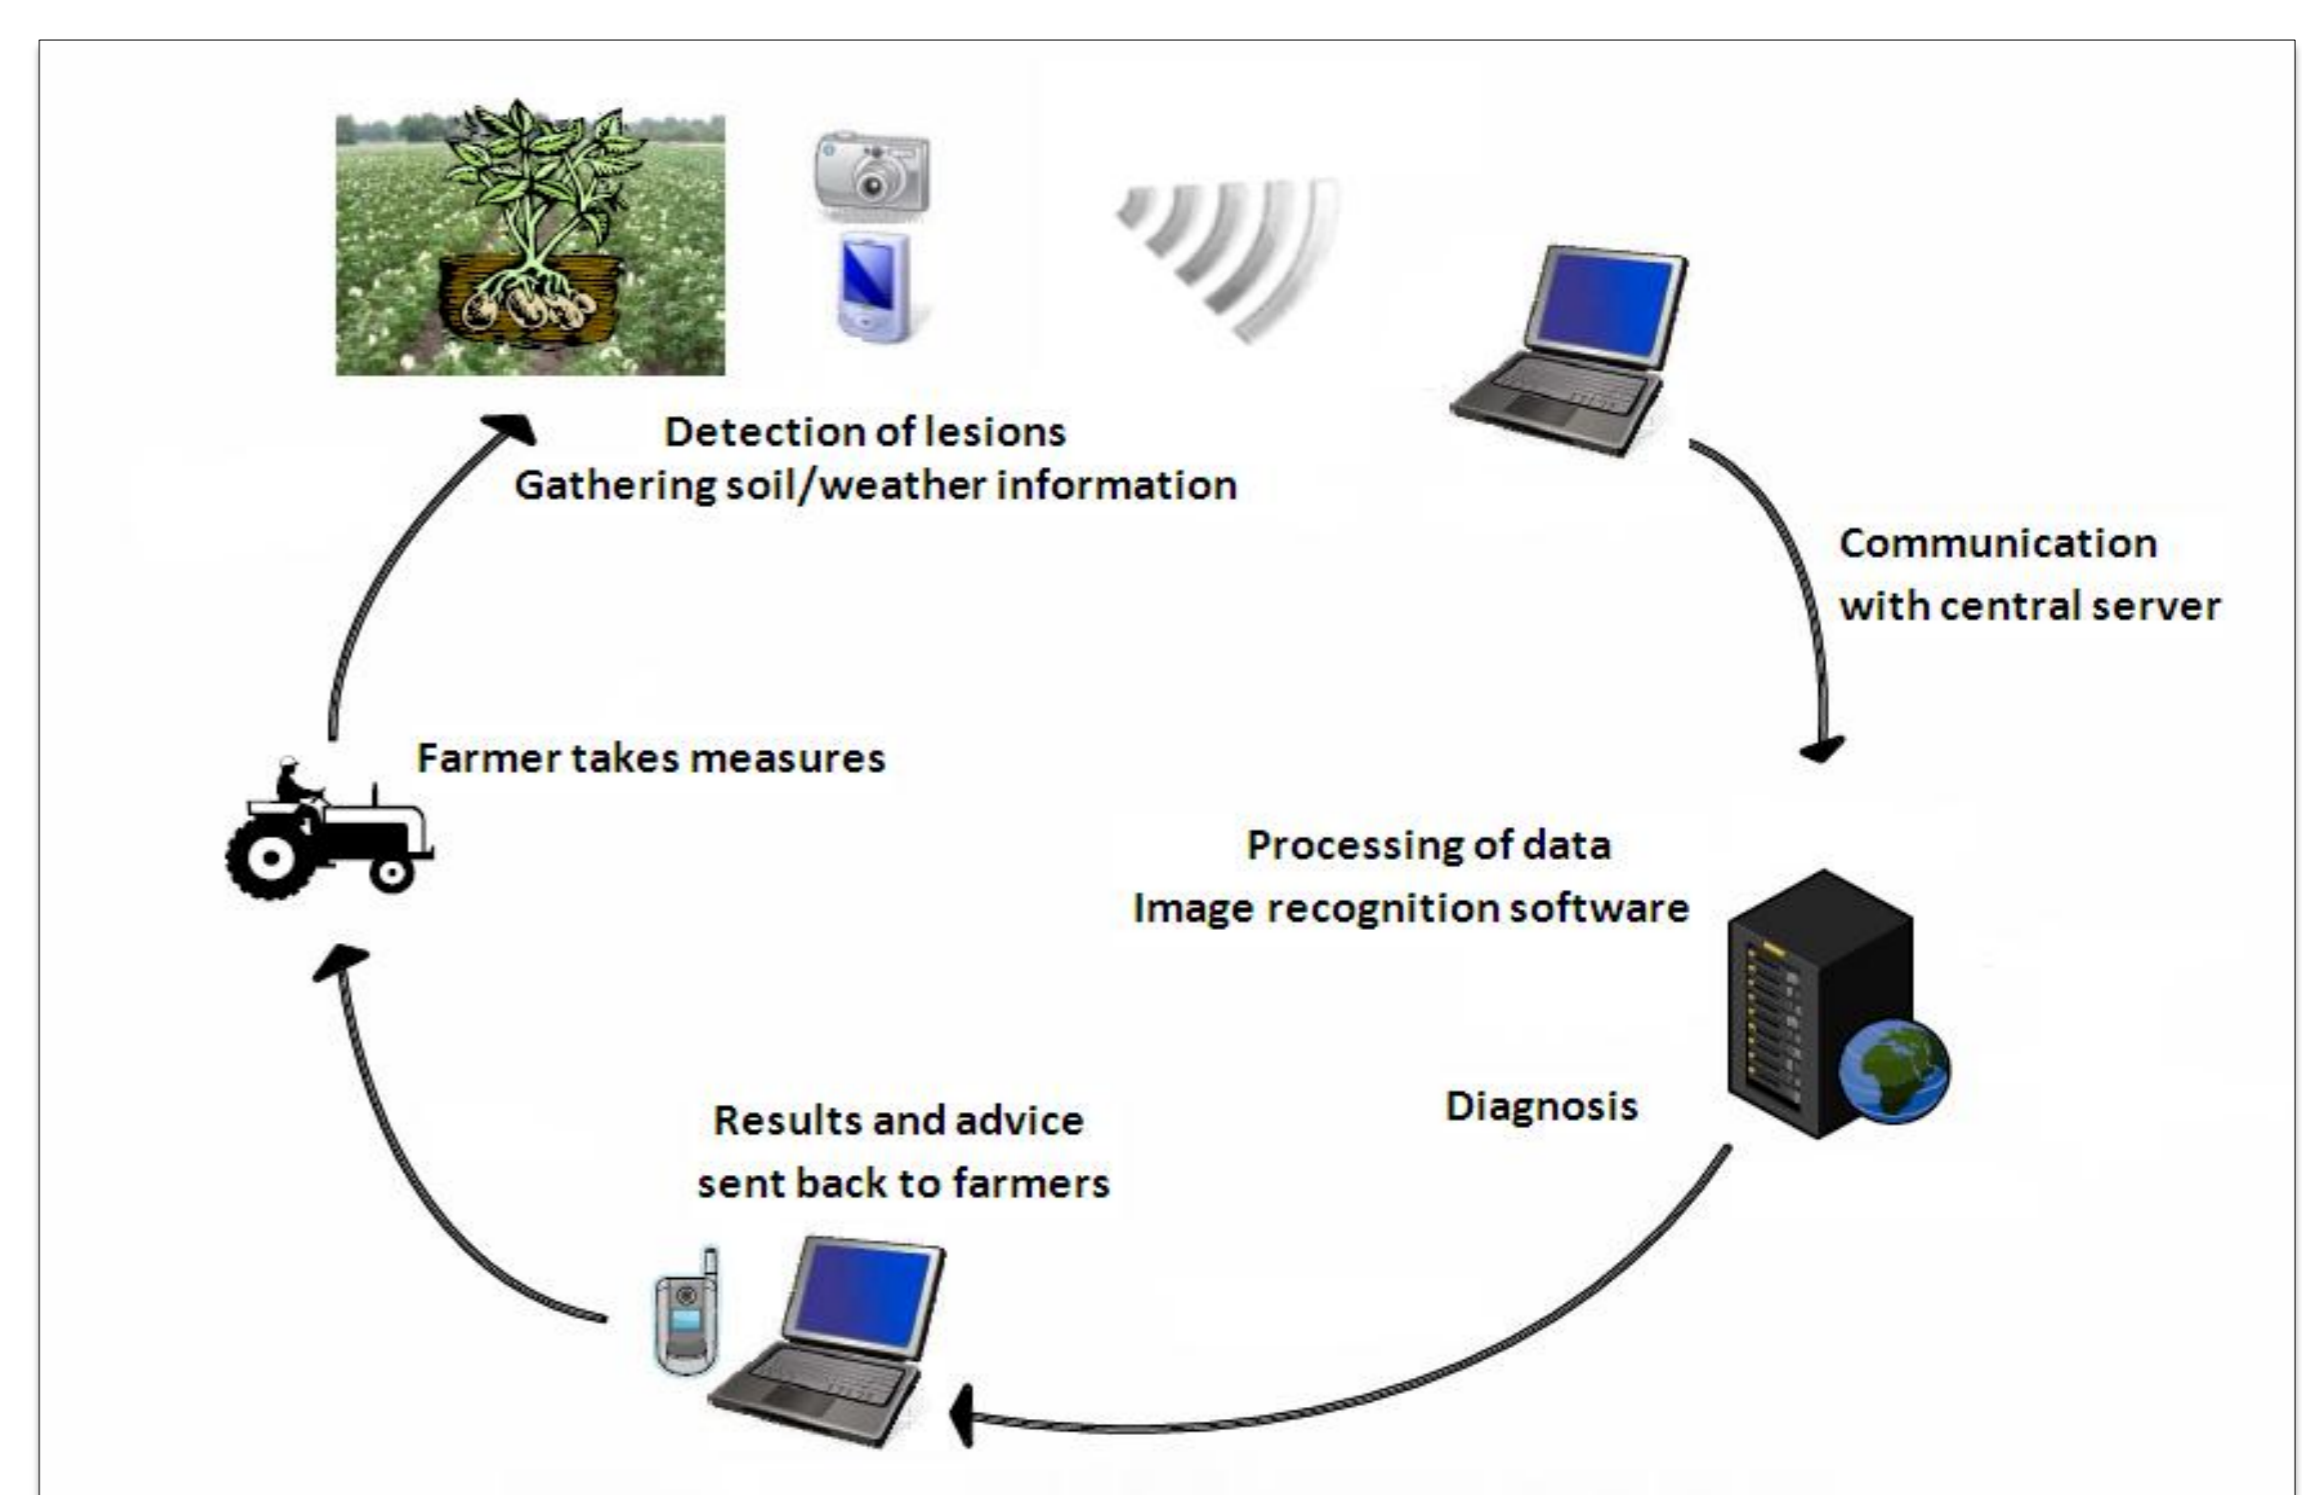 Detection of lesions
Gathering soil/weather information
Communication
with central server
Farmer takes measures
Processing of data
Image recognition software
Diagnosis
Results and advice
sent back to farmers